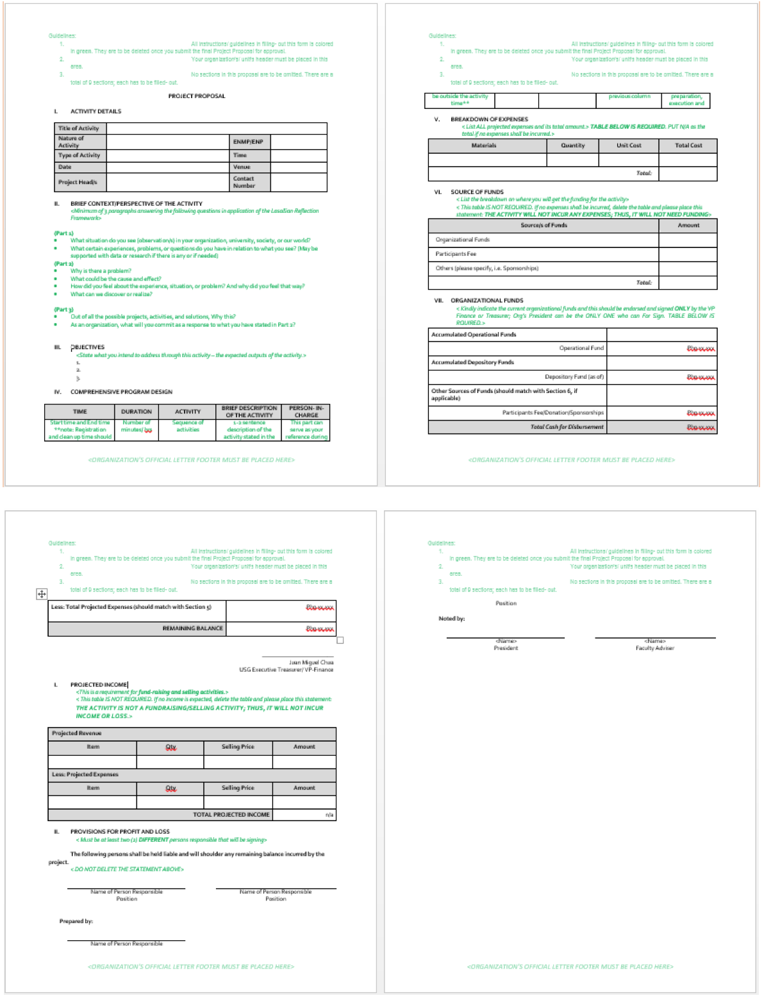 Guidelines:
1. All instructions/ guidelines in filling- out this form is colored
in green. They are to be deleted once you submit the final Project Proposal for approval.
2. Your organization's/ unit's header must be placed in this
area.
3. No sections in this proposal are to be omitted. There are a
total of 9 sections; each has to be filled- out.
PROJECT PROPOSAL
I. ACTIVITY DETAILS
Title of Activity
Nature of Activity ENMP/ENP
Type of Activity Time
Date Venue
Project Head/s Contact Number
II. BRIEF CONTEXT/PERSPECTIVE OF THE ACTIVITY
<Minimum of 3 paragraphs answering the following questions in application of the Lasallian Reflection
Framework>
(Part 1)
What situation do you see (observation/s) in your organization, university, society, or our world?
What certain experiences, problems, or questions do you have in relation to what you see? (May be
supported with data or research if there is any or if needed)
(Part 2)
Why is there a problem?
What could be the cause and effect?
How did you feel about the experience, situation, or problem? And why did you feel that way?
What can we discover or realize?
(Part 3)
Out of all the possible projects, activities, and solutions, Why this?
As an organization, what will you commit as a response to what you have stated in Part 2?
III. OBJECTIVES
<State what you intend to address through this activity – the expected outputs of the activity.>
1.
2.
3.
IV. COMPREHENSIVE PROGRAM DESIGN
TIME DURATION ACTIVITY BRIEF DESCRIPTION OF THE ACTIVITY PERSON- IN- CHARGE
Start time and End time Number of Sequence of 1-2 sentence This part can
**note: Registration minutes/ hrs activities description of the serve as your
and clean up time should activity stated in the reference during
<ORGANIZATION'S OFFICIAL LETTER FOOTER MUST BE PLACED HERE>
Guidelines:
1. All instructions/ guidelines in filling- out this form is colored
in green. They are to be deleted once you submit the final Project Proposal for approval.
2. Your organization's/ unit's header must be placed in this
area.
3. No sections in this proposal are to be omitted. There are a
total of 9 sections; each has to be filled- out.
be outside the activity previous column preparation,
time** execution and
V. BREAKDOWN OF EXPENSES
< List ALL projected expenses and its total amount.> TABLE BELOW IS REQUIRED. PUT N/A as the
total if no expenses shall be incurred.>
Materials Quantity Unit Cost Total Cost
Total:
VI. SOURCE OF FUNDS
< List the breakdown on where you will get the funding for the activity>
< This table IS NOT REQUIRED. If no expenses shall be incurred, delete the table and please place this
statement: THE ACTIVITY WILL NOT INCUR ANY EXPENSES; THUS, IT WILL NOT NEED FUNDING>
Source/s of Funds Amount
Organizational Funds
Participants Fee
Others (please specify, i.e. Sponsorships)
Total:
VII. ORGANIZATIONAL FUNDS
< Kindly indicate the current organizational funds and this should be endorsed and signed ONLY by the VP
Finance or Treasurer; Org's President can be the ONLY ONE who can For Sign. TABLE BELOW IS
RQUIRED.>
Accumulated Operational Funds
Operational Fund Php xx,xxx
Accumulated Depository Funds
Depository Fund (as of) Php xx,xxx
Other Sources of Funds (should match with Section 6, if
applicable)
Participants Fee/Donation/Sponsorships Php xx,xxx
Total Cash for Disbursement Php xx,xxx
<ORGANIZATION'S OFFICIAL LETTER FOOTER MUST BE PLACED HERE>
Guidelines:
1. All instructions/ guidelines in filling- out this form is colored
in green. They are to be deleted once you submit the final Project Proposal for approval.
2. Your organization's/ unit's header must be placed in this
area.
3. No sections in this proposal are to be omitted. There are a
total of 9 sections; each has to be filled- out.
Less: Total Projected Expenses (should match with Section 5) Php xx,xxx
REMAINING BALANCE Php xx,xxx
Juan Miguel Chua
USG Executive Treasurer/ VP-Finance
I. PROJECTED INCOME
<This is a requirement for fund-raising and selling activities.>
< This table IS NOT REQUIRED. If no income is expected, delete the table and please place this statement:
THE ACTIVITY IS NOT A FUNDRAISING/SELLING ACTIVITY; THUS, IT WILL NOT INCUR
INCOME OR LOSS.>
Projected Revenue
Item Qty. Selling Price Amount
Less: Projected Expenses
Item Qty. Selling Price Amount
TOTAL PROJECTED INCOME n/a
II. PROVISIONS FOR PROFIT AND LOSS
< Must be at least two (2) DIFFERENT persons responsible that will be signing>
The following persons shall be held liable and will shoulder any remaining balance incurred by the
project.
< DO NOT DELETE THE STATEMENT ABOVE>
Name of Person Responsible Name of Person Responsible
Position Position
Prepared by:
Name of Person Responsible
<ORGANIZATION'S OFFICIAL LETTER FOOTER MUST BE PLACED HERE>
Guidelines:
1. All instructions/ guidelines in filling- out this form is colored
in green. They are to be deleted once you submit the final Project Proposal for approval.
2. Your organization's/ unit's header must be placed in this
area.
3. No sections in this proposal are to be omitted. There are a
total of 9 sections; each has to be filled- out.
Position
Noted by:
<Name> <Name>
President Faculty Adviser
<ORGANIZATION'S OFFICIAL LETTER FOOTER MUST BE PLACED HERE>